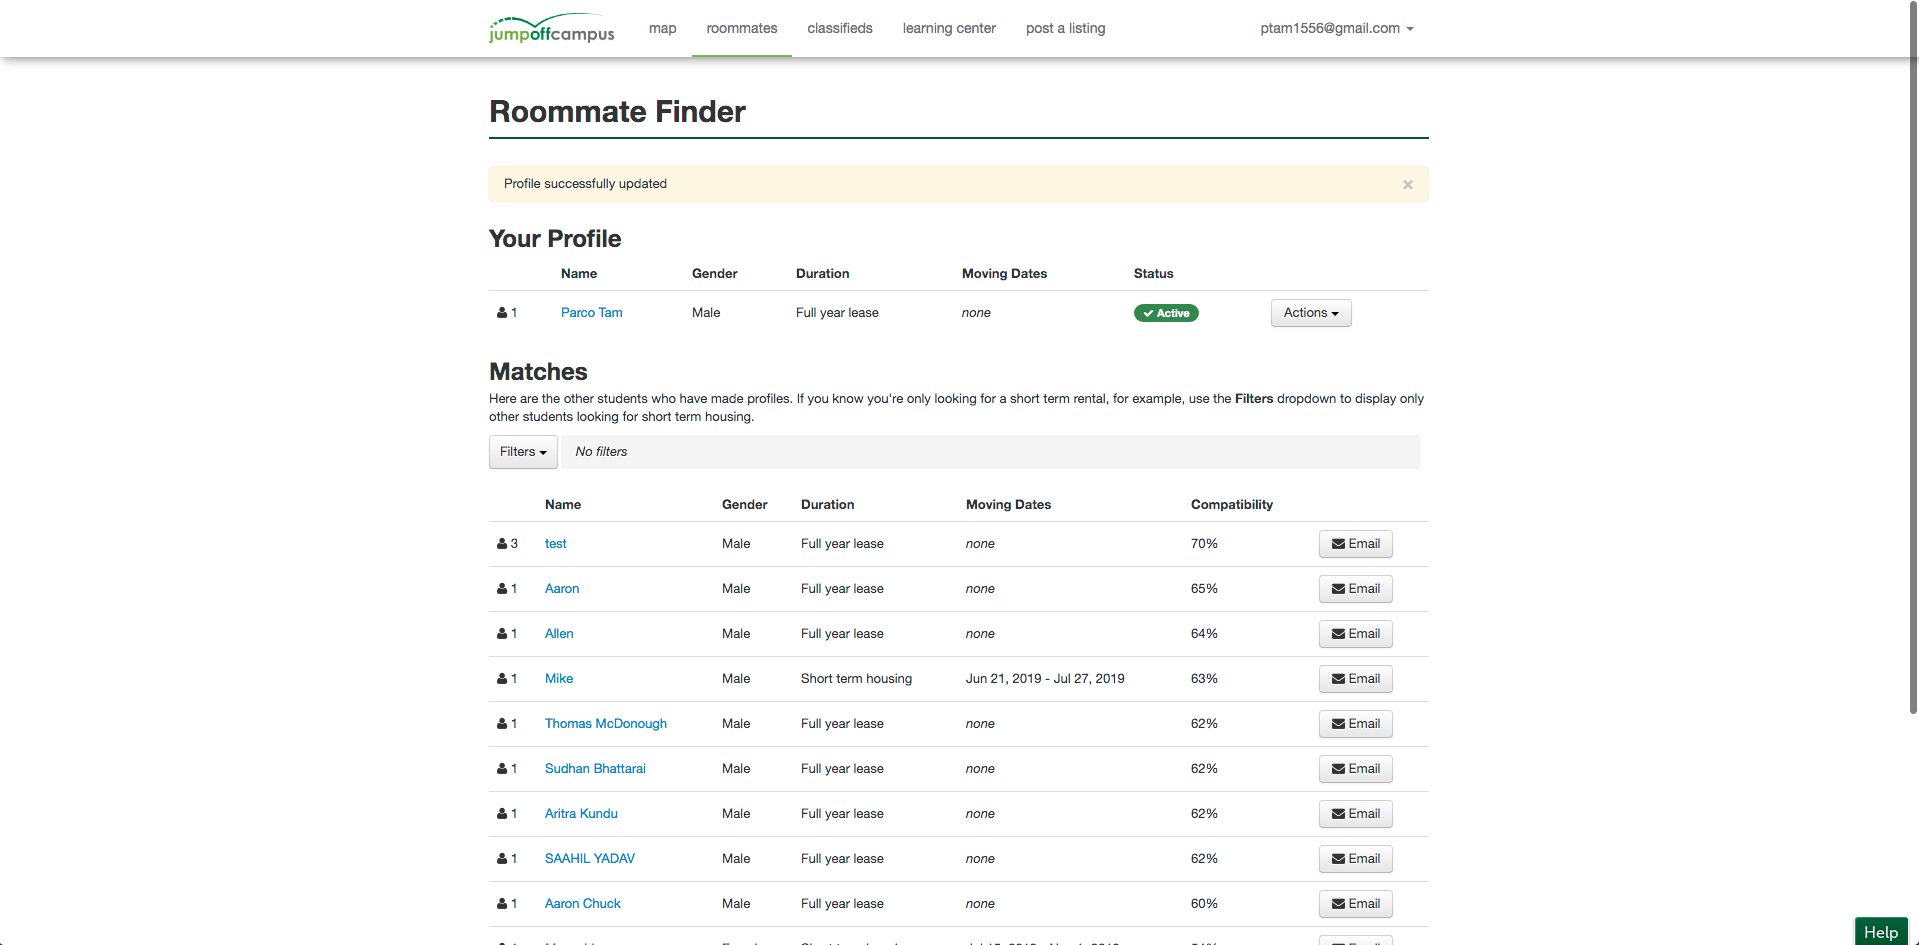 jumpoffcampus map roommates classifieds learning center post a listing ptam1556@gmail.com
Roommate Finder
Profile successfully updated ×
Your Profile
Name Gender Duration Moving Dates Status
1 Parco Tam Male Full year lease none Active Actions
Matches
Here are the other students who have made profiles. If you know you're only looking for a short term rental, for example, use the Filters dropdown to display only
other students looking for short term housing.
Filters No filters
Name Gender Duration Moving Dates Compatibility
3 test Male Full year lease none 70% Email
1 Aaron Male Full year lease none 65% Email
1 Allen Male Full year lease none 64% Email
1 Mike Male Short term housing Jun 21, 2019 - Jul 27, 2019 63% Email
1 Thomas McDonough Male Full year lease none 62% Email
1 Sudhan Bhattarai Male Full year lease none 62% Email
1 Aritra Kundu Male Full year lease none 62% Email
1 SAAHIL YADAV Male Full year lease none 62% Email
1 Aaron Chuck Male Full year lease none 60% Email
Help